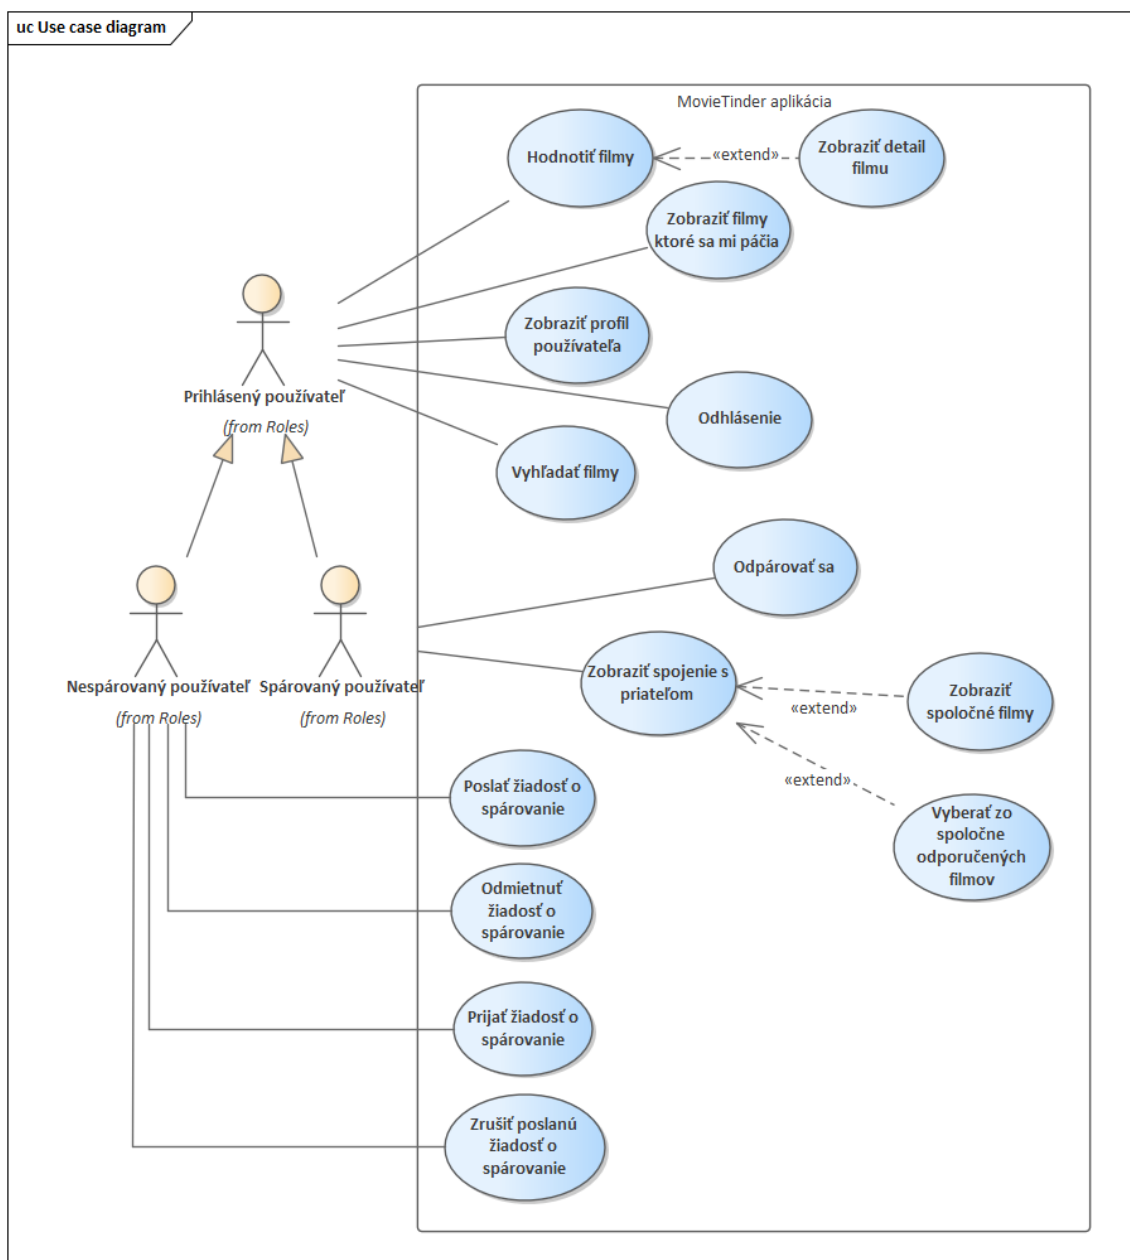 uc Use case diagram
MovieTinder aplikácia
Hodnotiť filmy
«extend»
Zobraziť detail
filmu
Zobraziť filmy
ktoré sa mi páčia
Zobraziť profil
používateľa
Prihlásený používateľ
(from Roles)
Odhlásenie
Vyhľadať filmy
Odpárovať sa
Nespárovaný používateľ
(from Roles)
Spárovaný používateľ
(from Roles)
Zobraziť spojenie s
priateľom
«extend»
Zobraziť
spoločné filmy
«extend»
Vyberať zo
spoločne
odporučených
filmov
Poslať žiadosť o
spárovanie
Odmietnuť
žiadosť o
spárovanie
Prijať žiadosť o
spárovanie
Zrušiť poslanú
žiadosť o
spárovanie